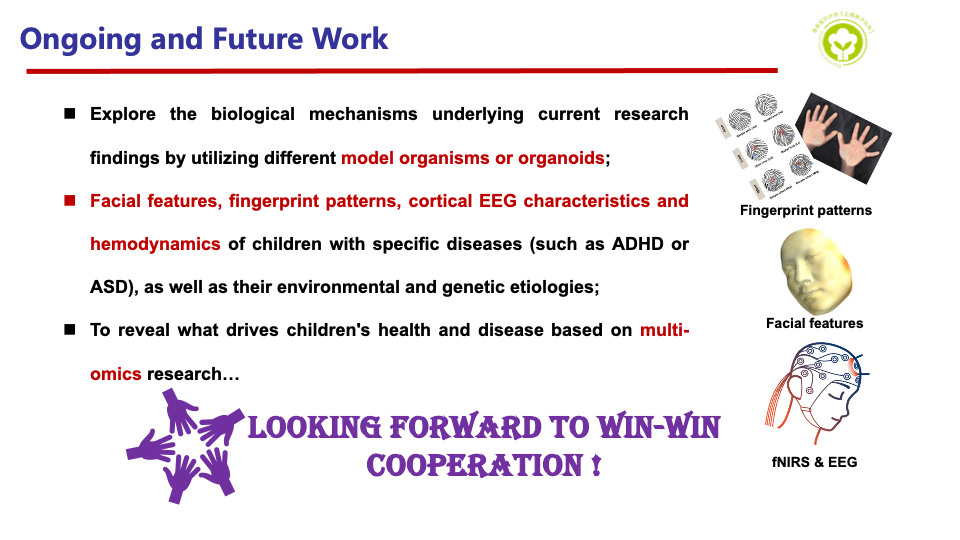 Ongoing and Future Work
Explore the biological mechanisms underlying current research
findings by utilizing different model organisms or organoids;
Facial features, fingerprint patterns, cortical EEG characteristics and
hemodynamics of children with specific diseases (such as ADHD or
ASD), as well as their environmental and genetic etiologies;
To reveal what drives children's health and disease based on multi-
omics research…
LOOKING FORWARD TO WIN-WIN
COOPERATION !
Fingerprint patterns
Facial features
fNIRS & EEG